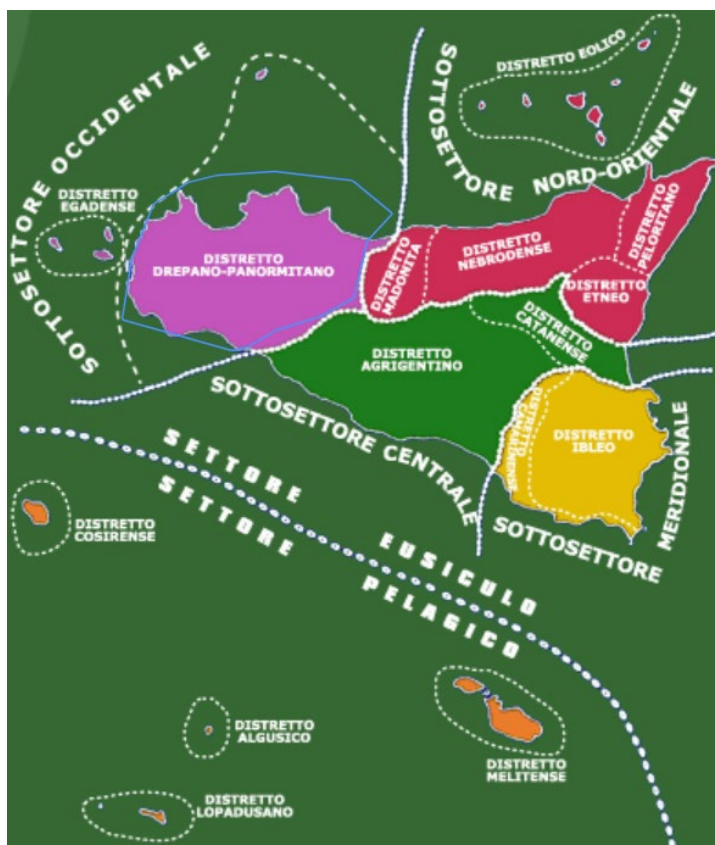 SOTTOSETTORE OCCIDENTALE
SOTTOSETTORE NORD-ORIENTALE
DISTRETTO EOLICO
DISTRETTO
EGADENSE
DISTRETTO
DREPANO-PANORMITANO
DISTRETTO
MADONITA
DISTRETTO
NEBRODENSE
DISTRETTO
PELORITANO
DISTRETTO
ETNEO
DISTRETTO
CATANENSE
DISTRETTO
AGRIGENTINO
DISTRETTO
CAMARINENSE
DISTRETTO
IBLEO
SOTTOSETTORE CENTRALE
SOTTOSETTORE MERIDIONALE
SETTORE EUSICULO
SETTORE PELAGICO
DISTRETTO
COSIRENSE
DISTRETTO
ALGUSICO
DISTRETTO
MELITENSE
DISTRETTO
LOPADUSANO